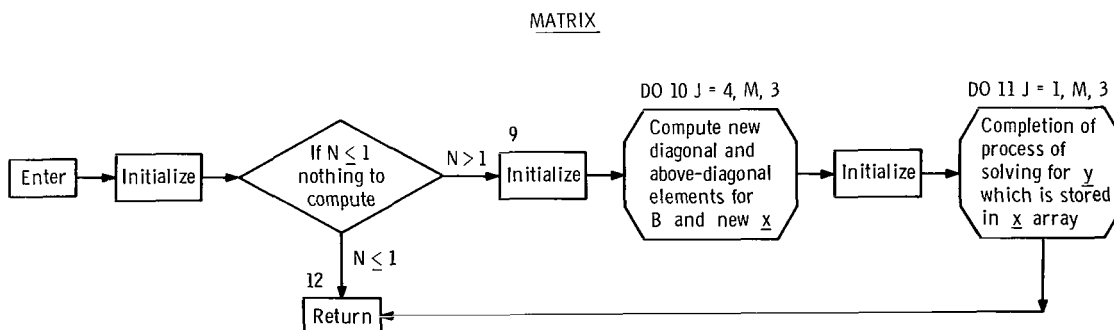 MATRIX
Enter
Initialize
If N ≤ 1
nothing to
compute
N > 1
9
Initialize
DO 10 J = 4, M, 3
Compute new
diagonal and
above-diagonal
elements for
B and new x
Initialize
DO 11 J = 1, M, 3
Completion of
process of
solving for y
which is stored
in x array
N ≤ 1
12
Return